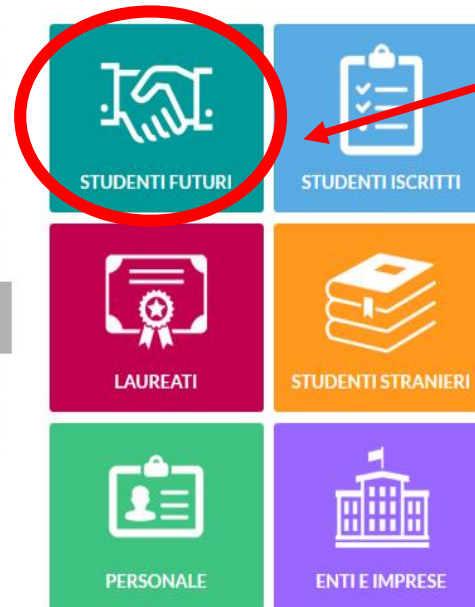 STUDENTI FUTURI
STUDENTI ISCRITTI
LAUREATI
STUDENTI STRANIERI
PERSONALE
ENTI E IMPRESE